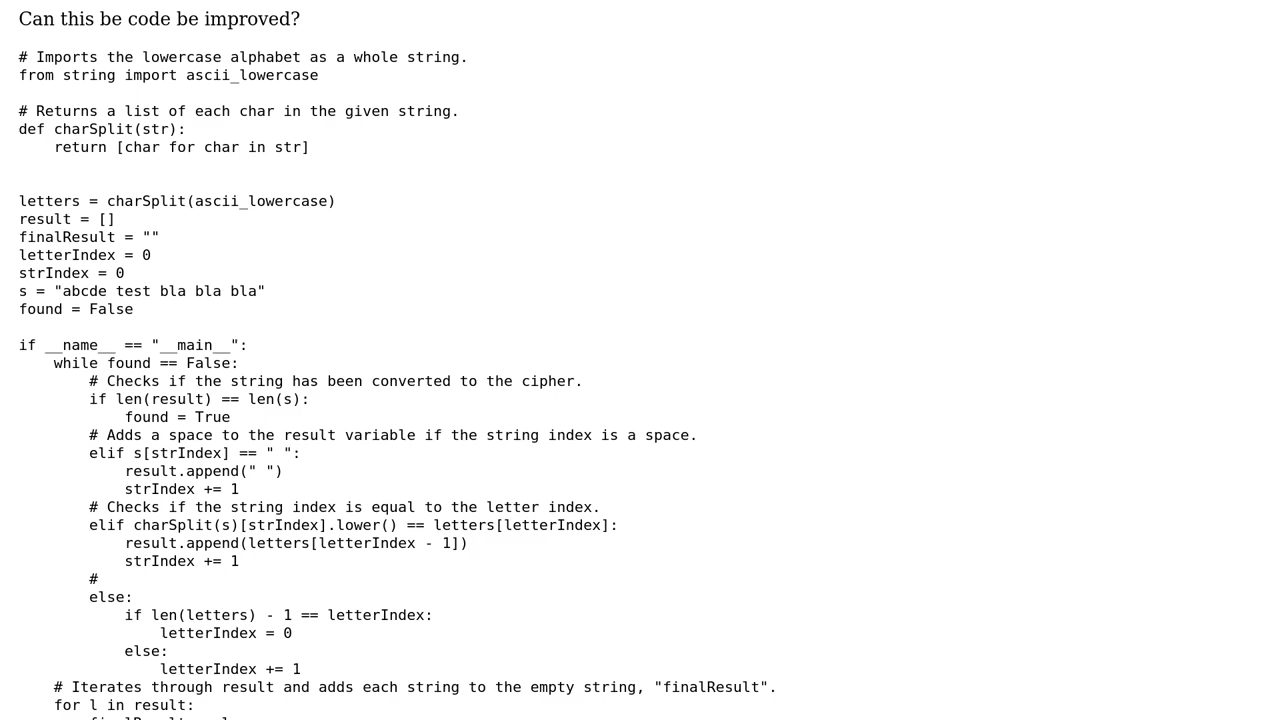 Can this be code be improved?
# Imports the lowercase alphabet as a whole string.
from string import ascii_lowercase
# Returns a list of each char in the given string.
def charSplit(str):
    return [char for char in str]
letters = charSplit(ascii_lowercase)
result = []
finalResult = ""
letterIndex = 0
strIndex = 0
s = "abcde test bla bla bla"
found = False
if __name__ == "__main__":
    while found == False:
        # Checks if the string has been converted to the cipher.
        if len(result) == len(s):
            found = True
        # Adds a space to the result variable if the string index is a space.
        elif s[strIndex] == " ":
            result.append(" ")
            strIndex += 1
        # Checks if the string index is equal to the letter index.
        elif charSplit(s)[strIndex].lower() == letters[letterIndex]:
            result.append(letters[letterIndex - 1])
            strIndex += 1
        #
        else:
            if len(letters) - 1 == letterIndex:
                letterIndex = 0
            else:
                letterIndex += 1
    # Iterates through result and adds each string to the empty string, "finalResult".
    for l in result: